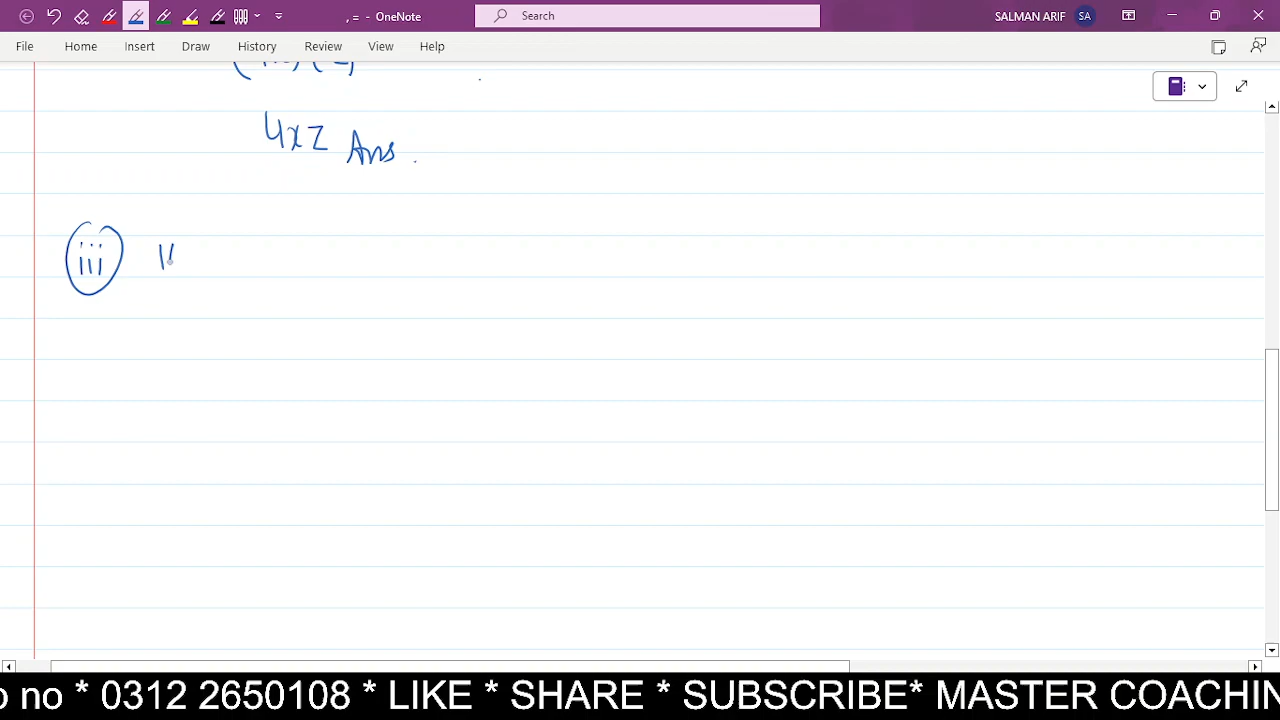 , = - OneNote
Search
SALMAN ARIF
SA
File Home Insert Draw History Review View Help
4xz Ans.
iii
o no * 0312 2650108 * LIKE * SHARE * SUBSCRIBE* MASTER COACHIN